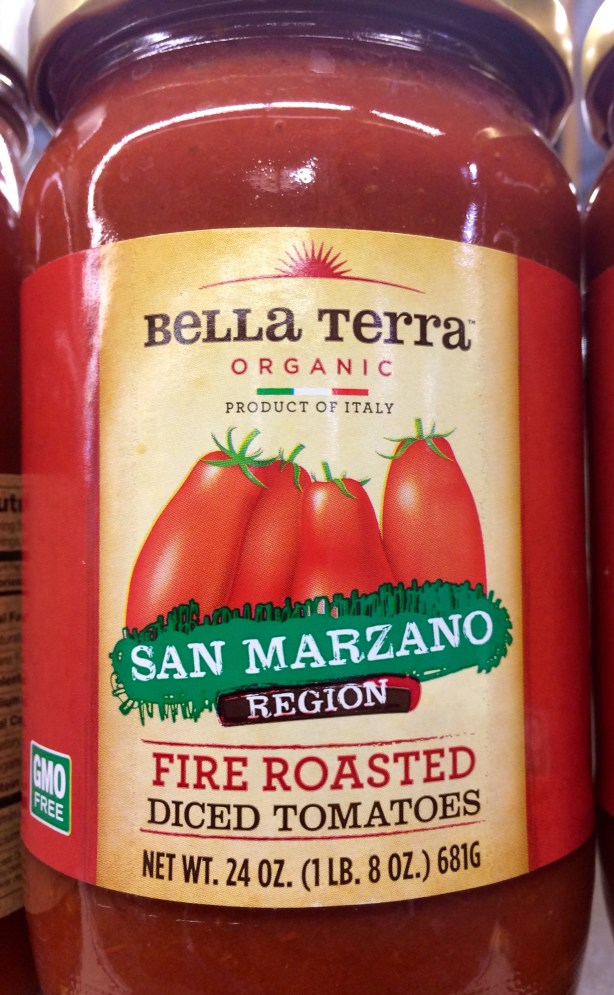 BeLLa Terra™
ORGANIC
PRODUCT OF ITALY
SAN MARZANO
REGION
FIRE ROASTED
DICED TOMATOES
NET WT. 24 OZ. (1 LB. 8 OZ.) 681G
GMO
FREE